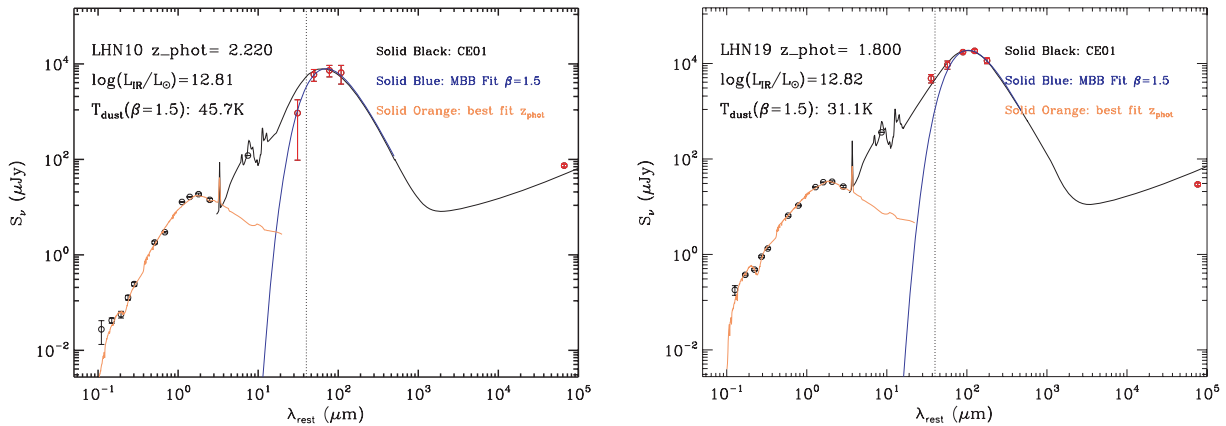 LHN10 z_phot= 2.220
log(L_IR/L_⊙)=12.81
T_dust(β=1.5): 45.7K
Solid Black: CE01
Solid Blue: MBB Fit β=1.5
Solid Orange: best fit z_phot
S_ν (μJy)
10^4
10^2
10^0
10^-2
10^-1 10^0 10^1 10^2 10^3 10^4 10^5
λ_rest (μm)
LHN19 z_phot= 1.800
log(L_IR/L_⊙)=12.82
T_dust(β=1.5): 31.1K
Solid Black: CE01
Solid Blue: MBB Fit β=1.5
Solid Orange: best fit z_phot
S_ν (μJy)
10^4
10^2
10^0
10^-2
10^-1 10^0 10^1 10^2 10^3 10^4 10^5
λ_rest (μm)